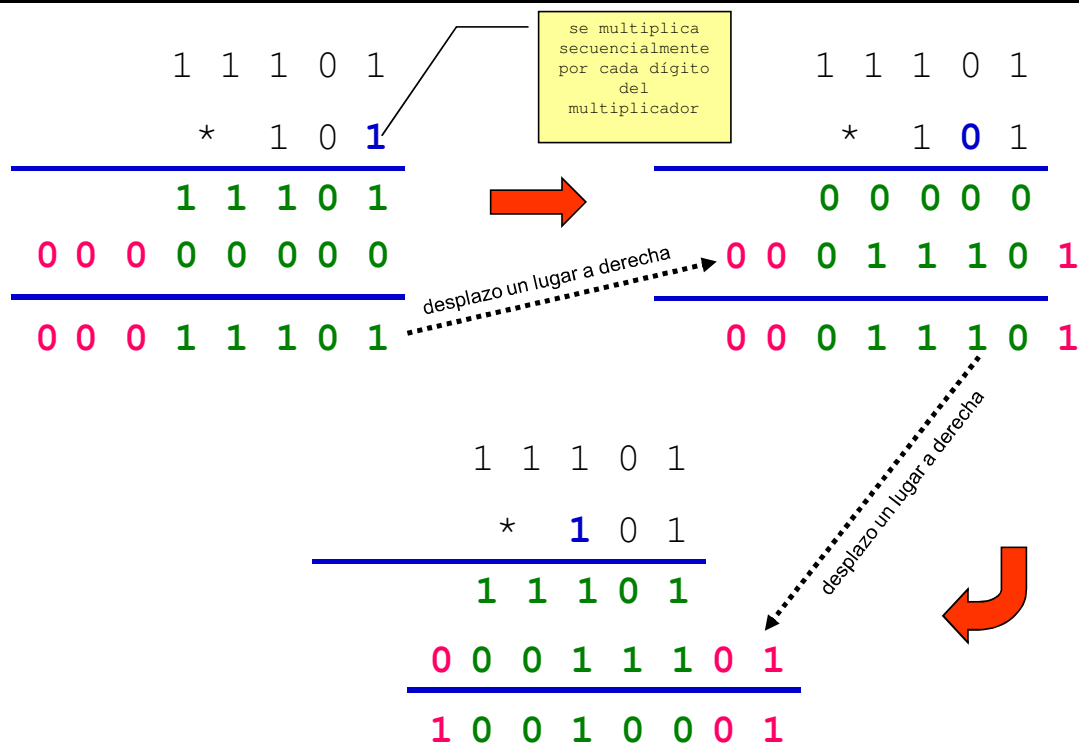 1 1 1 0 1
* 1 0 1
1 1 1 0 1
0 0 0 0 0 0 0 0
0 0 0 1 1 1 0 1
se multiplica
secuencialmente
por cada dígito
del
multiplicador
desplazo un lugar a derecha
1 1 1 0 1
* 1 0 1
0 0 0 0 0
0 0 0 1 1 1 0 1
0 0 0 1 1 1 0 1
desplazo un lugar a derecha
1 1 1 0 1
* 1 0 1
1 1 1 0 1
0 0 0 1 1 1 0 1
1 0 0 1 0 0 0 1